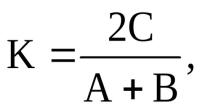 K = 2C / (A + B),